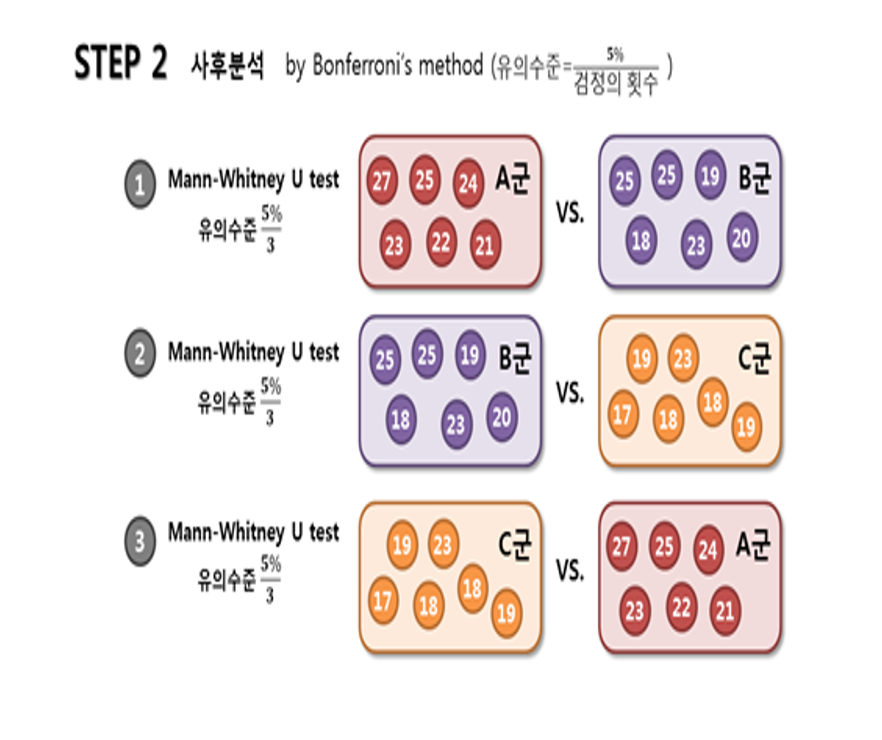 STEP 2 사후분석 by Bonferroni's method (유의수준=5%/검정의 횟수)
1 Mann-Whitney U test
유의수준 5%/3
27 25 24 A군
23 22 21
VS.
25 25 19 B군
18 23 20
2 Mann-Whitney U test
유의수준 5%/3
25 25 19 B군
18 23 20
VS.
19 23 C군
17 18 18 19
3 Mann-Whitney U test
유의수준 5%/3
19 23 C군
17 18 18 19
VS.
27 25 24 A군
23 22 21